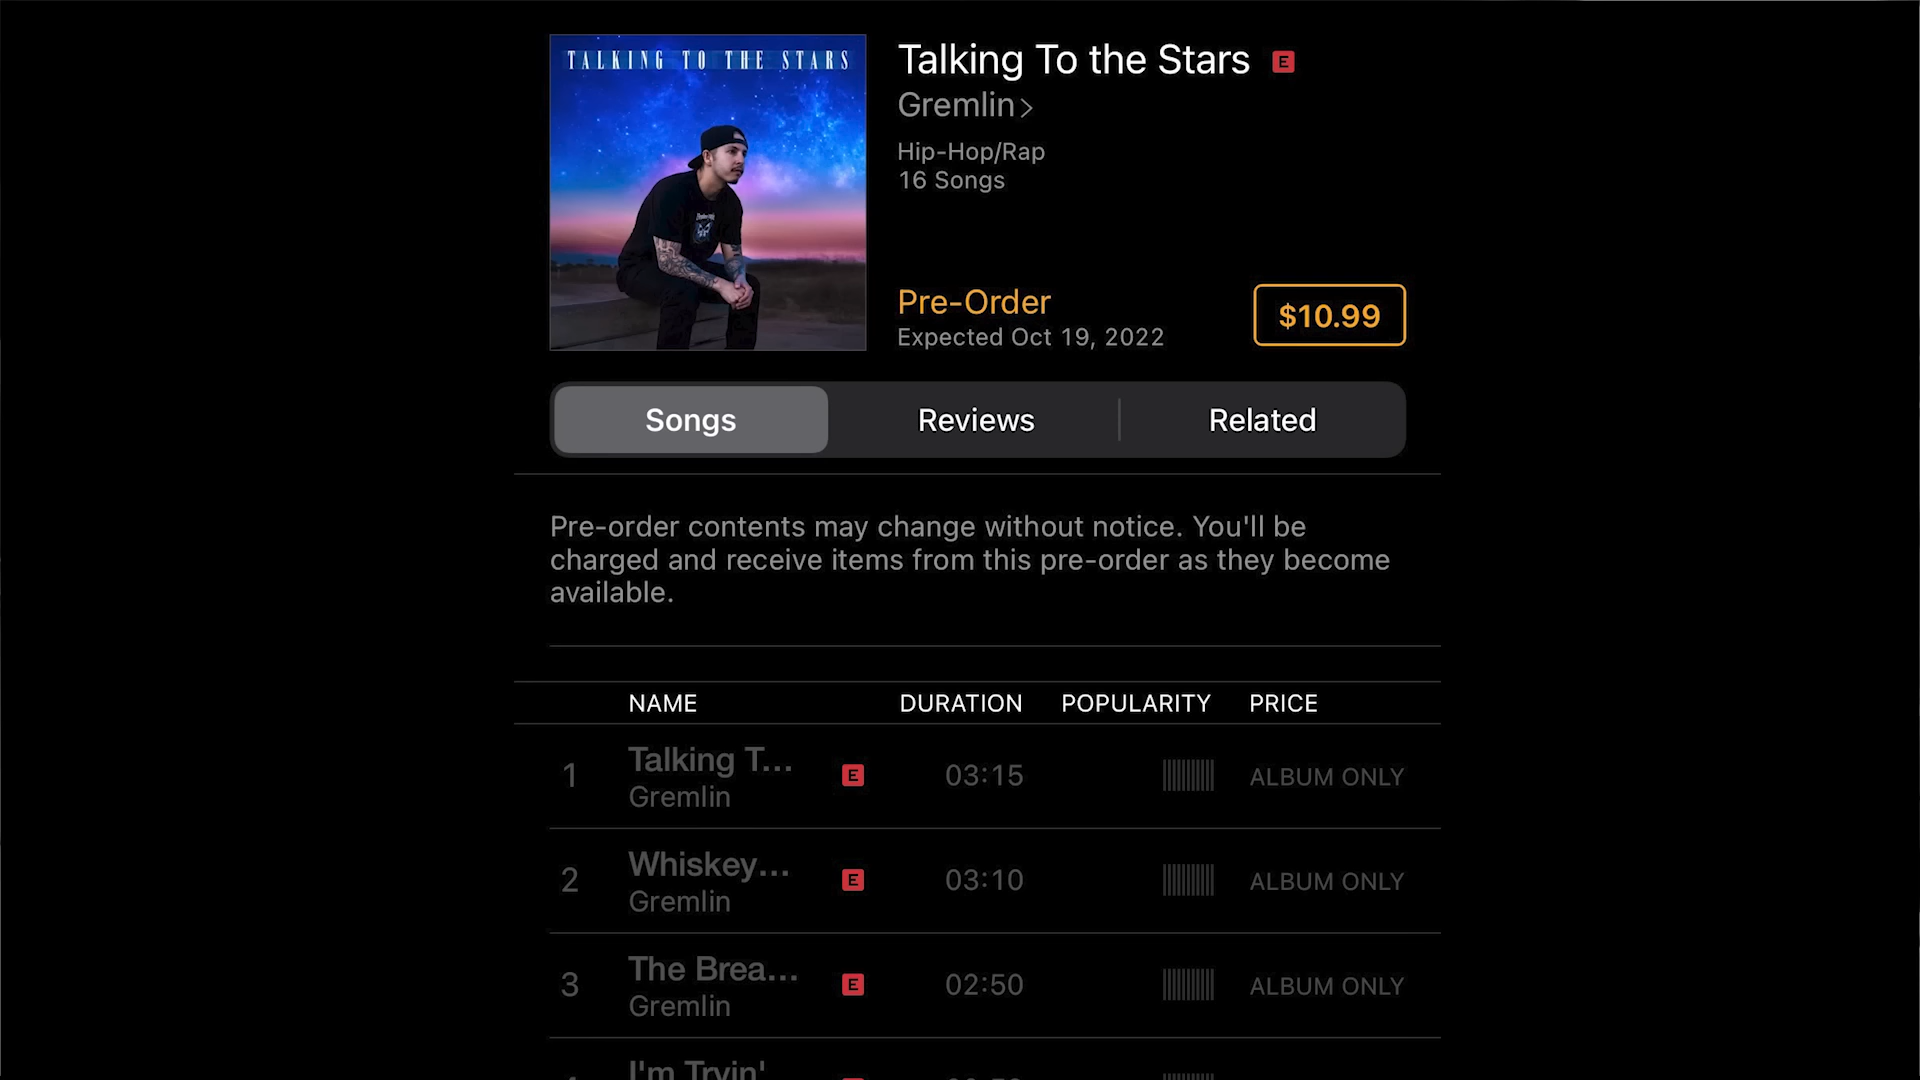 TALKING TO THE STARS
Talking To the Stars E
Gremlin
Hip-Hop/Rap
16 Songs
Pre-Order
Expected Oct 19, 2022
$10.99
Songs
Reviews
Related
Pre-order contents may change without notice. You'll be
charged and receive items from this pre-order as they become
available.
NAME DURATION POPULARITY PRICE
1 Talking T... E 03:15 ALBUM ONLY
Gremlin
2 Whiskey... E 03:10 ALBUM ONLY
Gremlin
3 The Brea... E 02:50 ALBUM ONLY
Gremlin
I'm Tryin'